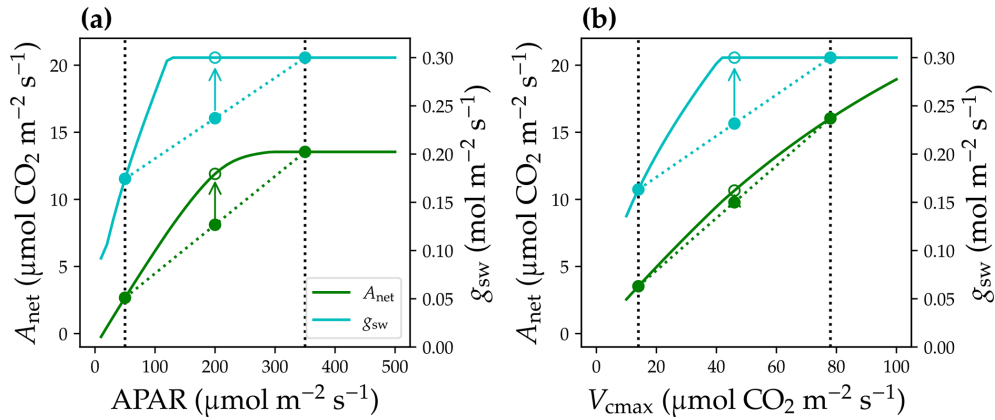 (a)
20
15
10
5
0
A_net (μmol CO₂ m⁻² s⁻¹)
0.30
0.25
0.20
0.15
0.10
0.05
0.00
g_sw (mol m⁻² s⁻¹)
A_net
g_sw
0 100 200 300 400 500
APAR (μmol m⁻² s⁻¹)
(b)
20
15
10
5
0
A_net (μmol CO₂ m⁻² s⁻¹)
0.30
0.25
0.20
0.15
0.10
0.05
0.00
g_sw (mol m⁻² s⁻¹)
0 20 40 60 80 100
V_cmax (μmol CO₂ m⁻² s⁻¹)